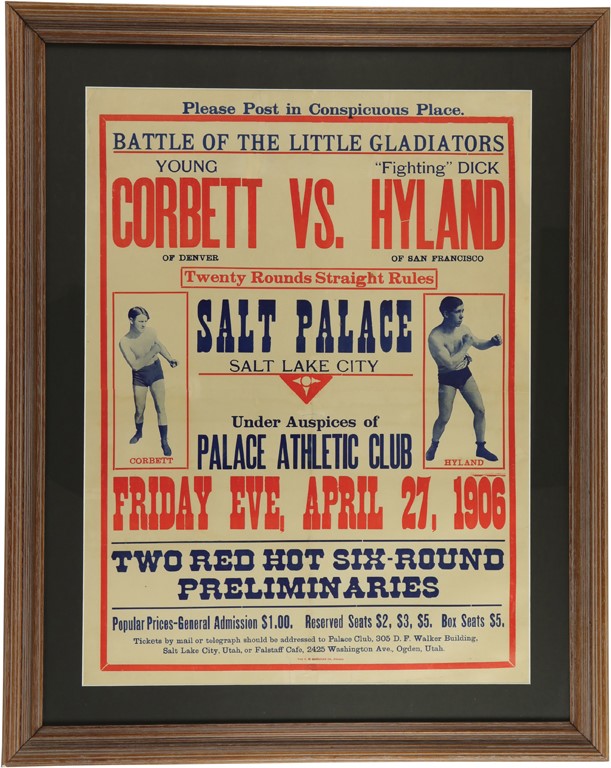 Please Post in Conspicuous Place.
BATTLE OF THE LITTLE GLADIATORS
YOUNG "Fighting" DICK
CORBETT VS. HYLAND
OF DENVER OF SAN FRANCISCO
Twenty Rounds Straight Rules
SALT PALACE
SALT LAKE CITY
Under Auspices of
PALACE ATHLETIC CLUB
CORBETT HYLAND
FRIDAY EVE, APRIL 27, 1906
TWO RED HOT SIX-ROUND
PRELIMINARIES
Popular Prices-General Admission $1.00. Reserved Seats $2, $3, $5. Box Seats $5.
Tickets by mail or telegraph should be addressed to Palace Club, 305 D. F. Walker Building,
Salt Lake City, Utah, or Falstaff Cafe, 2425 Washington Ave., Ogden, Utah.